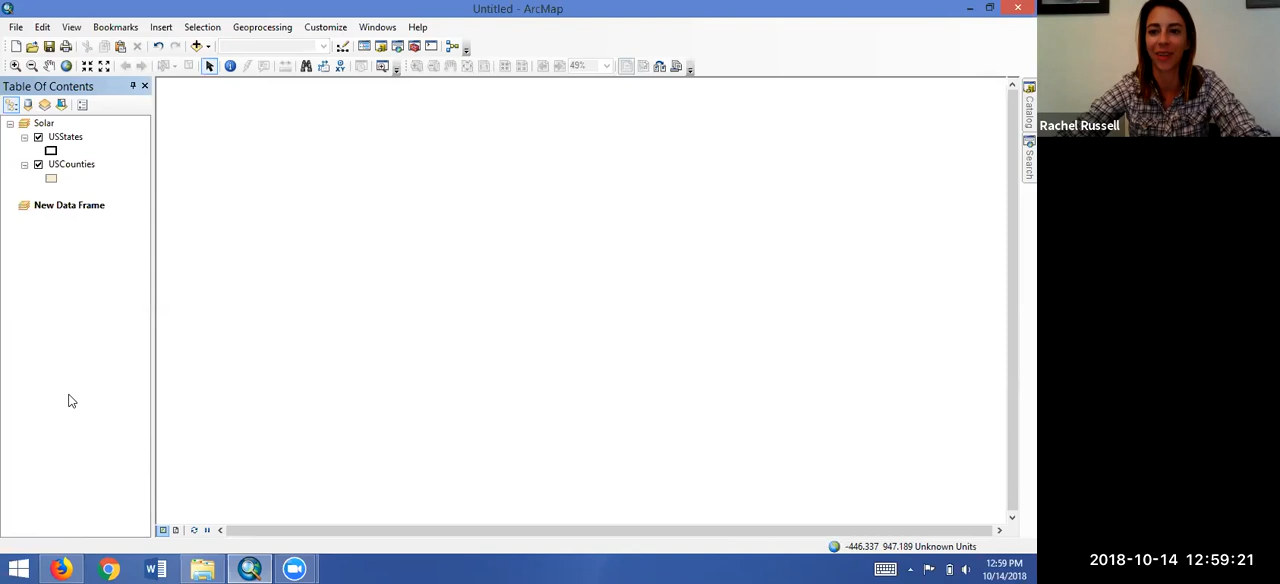 Untitled - ArcMap
File Edit View Bookmarks Insert Selection Geoprocessing Customize Windows Help
49%
Table Of Contents
Solar
USStates
USCounties
New Data Frame
Catalog
Search
Rachel Russell
-446.337 947.189 Unknown Units
12:59 PM
10/14/2018
2018-10-14 12:59:21